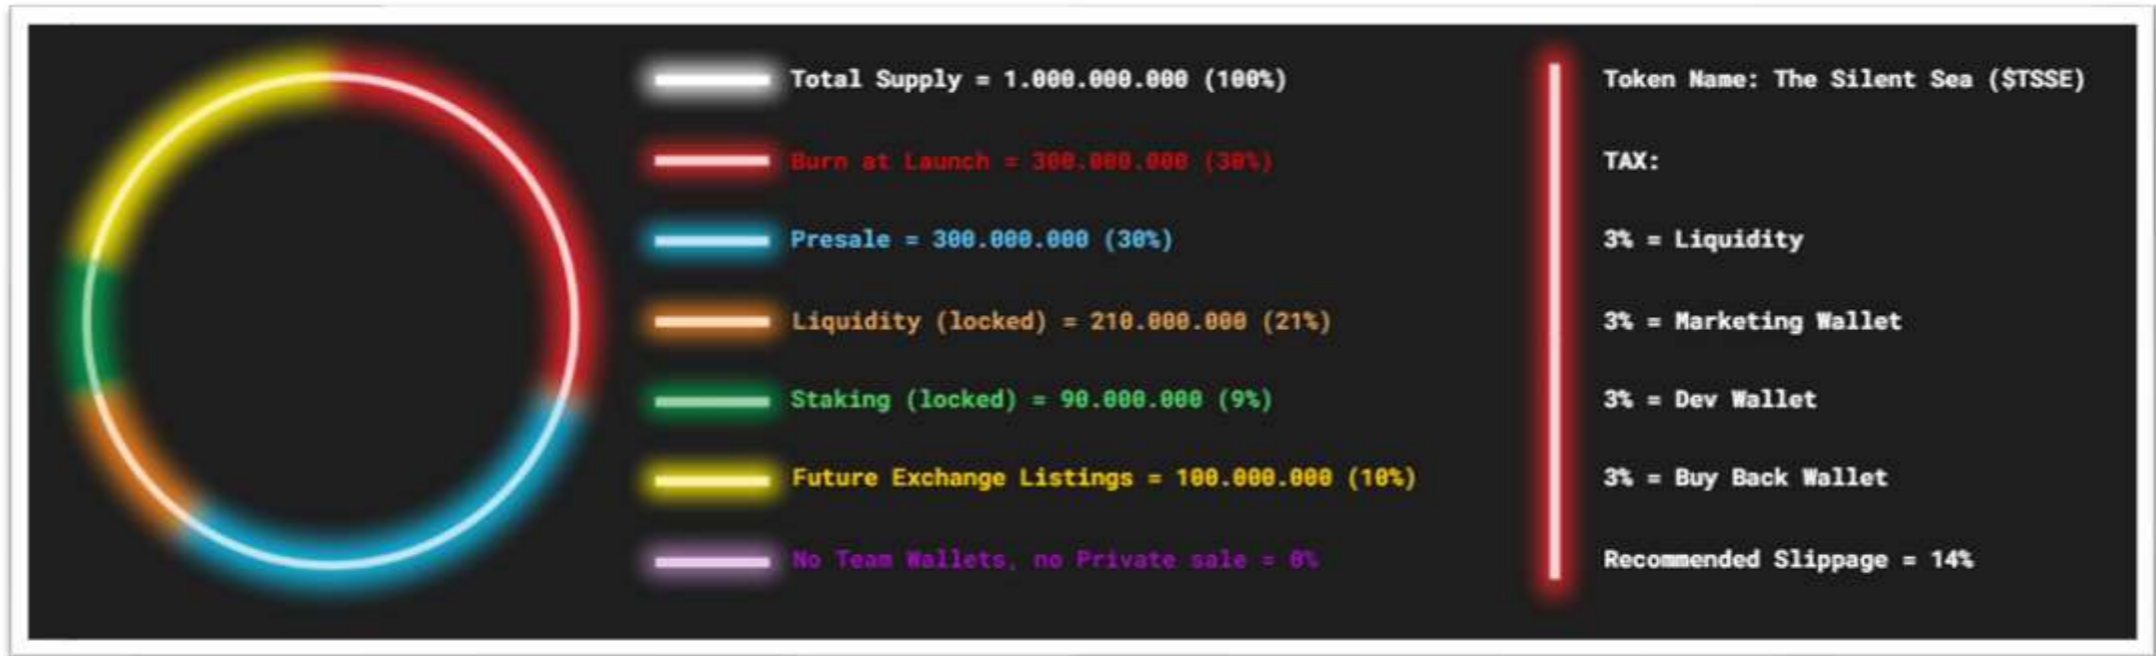 Total Supply = 1.000.000.000 (100%)
Burn at Launch = 300.000.000 (30%)
Presale = 300.000.000 (30%)
Liquidity (locked) = 210.000.000 (21%)
Staking (locked) = 90.000.000 (9%)
Future Exchange Listings = 100.000.000 (10%)
No Team Wallets, no Private sale = 0%
Token Name: The Silent Sea ($TSSE)
TAX:
3% = Liquidity
3% = Marketing Wallet
3% = Dev Wallet
3% = Buy Back Wallet
Recommended Slippage = 14%